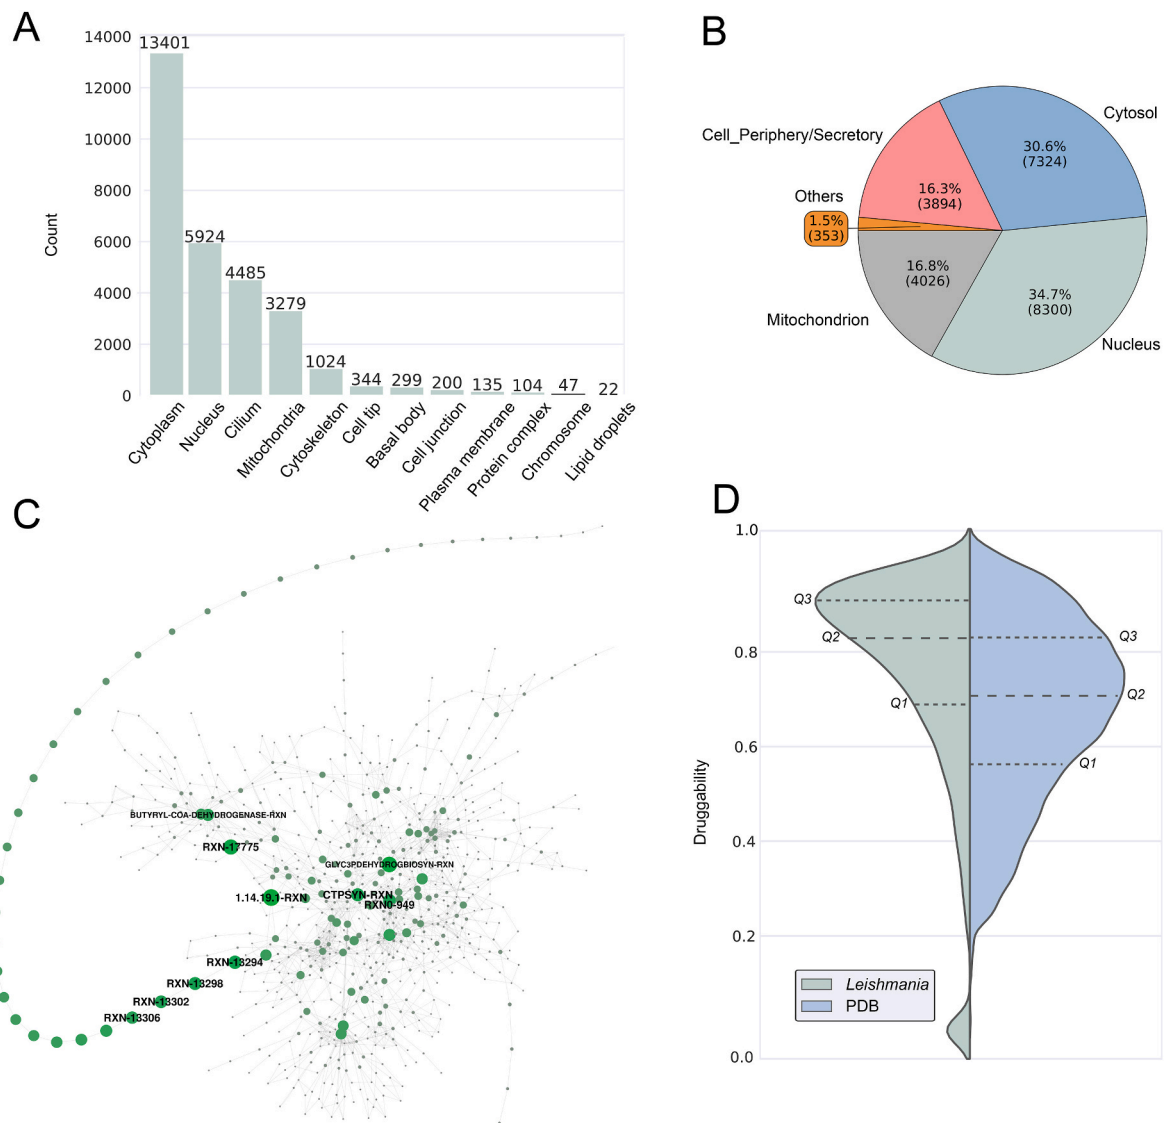 A
14000
12000
10000
8000
6000
4000
2000
0
Count
13401
5924
4485
3279
1024
344
299
200
135
104
47
22
Cytoplasm
Nucleus
Cilium
Mitochondria
Cytoskeleton
Cell tip
Basal body
Cell junction
Plasma membrane
Protein complex
Chromosome
Lipid droplets
B
Cytosol
30.6%
(7324)
Cell_Periphery/Secretory
16.3%
(3894)
Others
1.5%
(353)
16.8%
(4026)
Mitochondrion
34.7%
(8300)
Nucleus
C
BUTYRYL-COA-DEHYDROGENASE-RXN
RXN-17775
GLYC3PDEHYDROGBIOSYN-RXN
1.14.19.1-RXN
CTPSYN-RXN
RXN0-949
RXN-13294
RXN-13298
RXN-13302
RXN-13306
D
1.0
0.8
0.6
0.4
0.2
0.0
Druggability
Q3
Q2
Q1
Q3
Q2
Q1
Leishmania
PDB